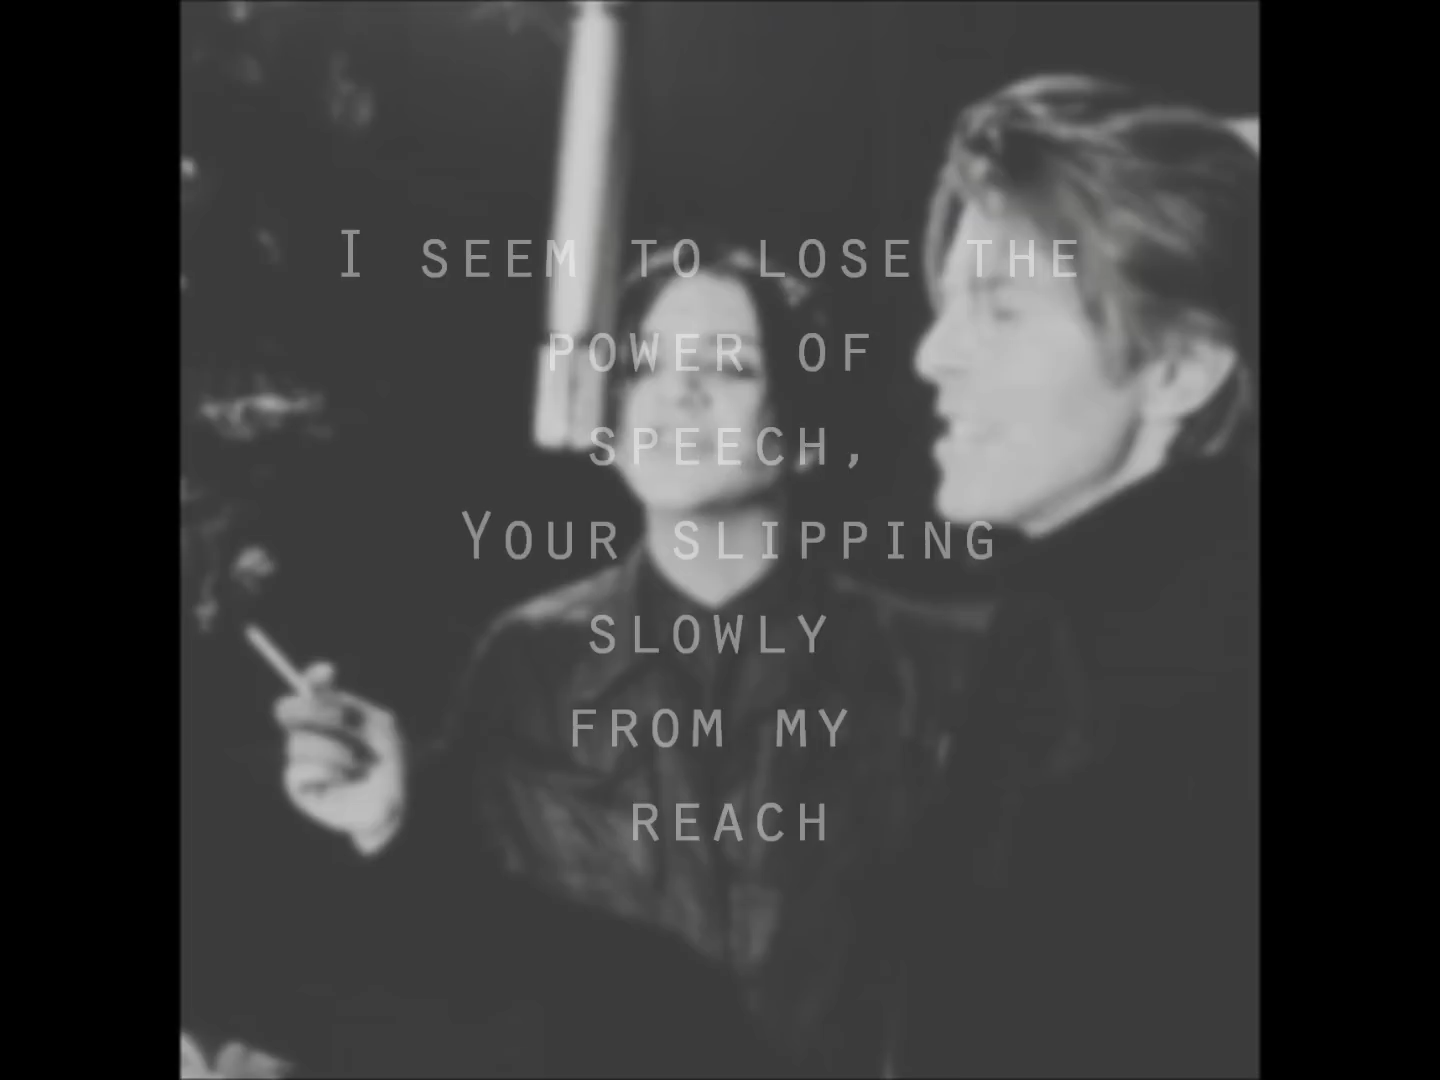 I SEEM TO LOSE THE
POWER OF
SPEECH,
YOUR SLIPPING
SLOWLY
FROM MY
REACH